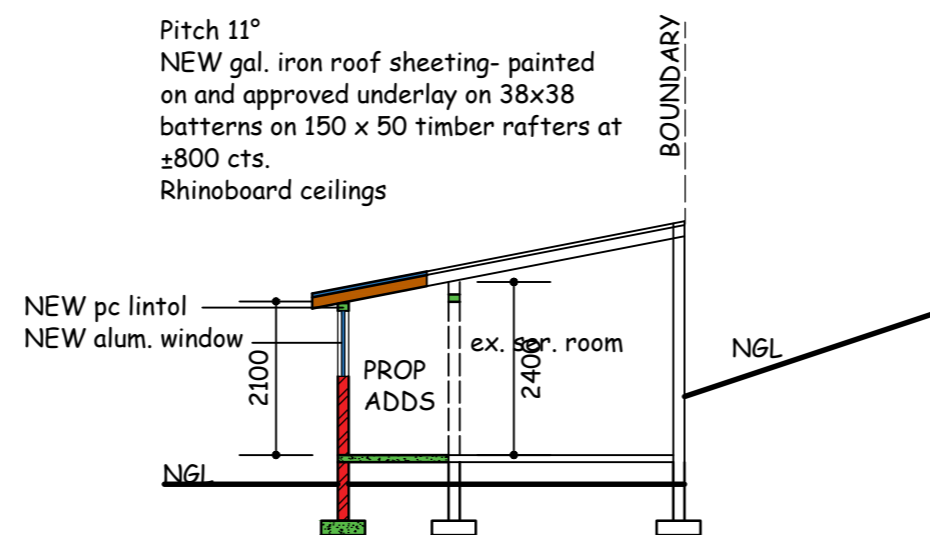 Pitch 11°
NEW gal. iron roof sheeting- painted
on and approved underlay on 38x38
batterns on 150 x 50 timber rafters at
±800 cts.
Rhinoboard ceilings
BOUNDARY
NEW pc lintol
NEW alum. window
2100
PROP
ADDS
ex. ser. room
2400
NGL
NGL